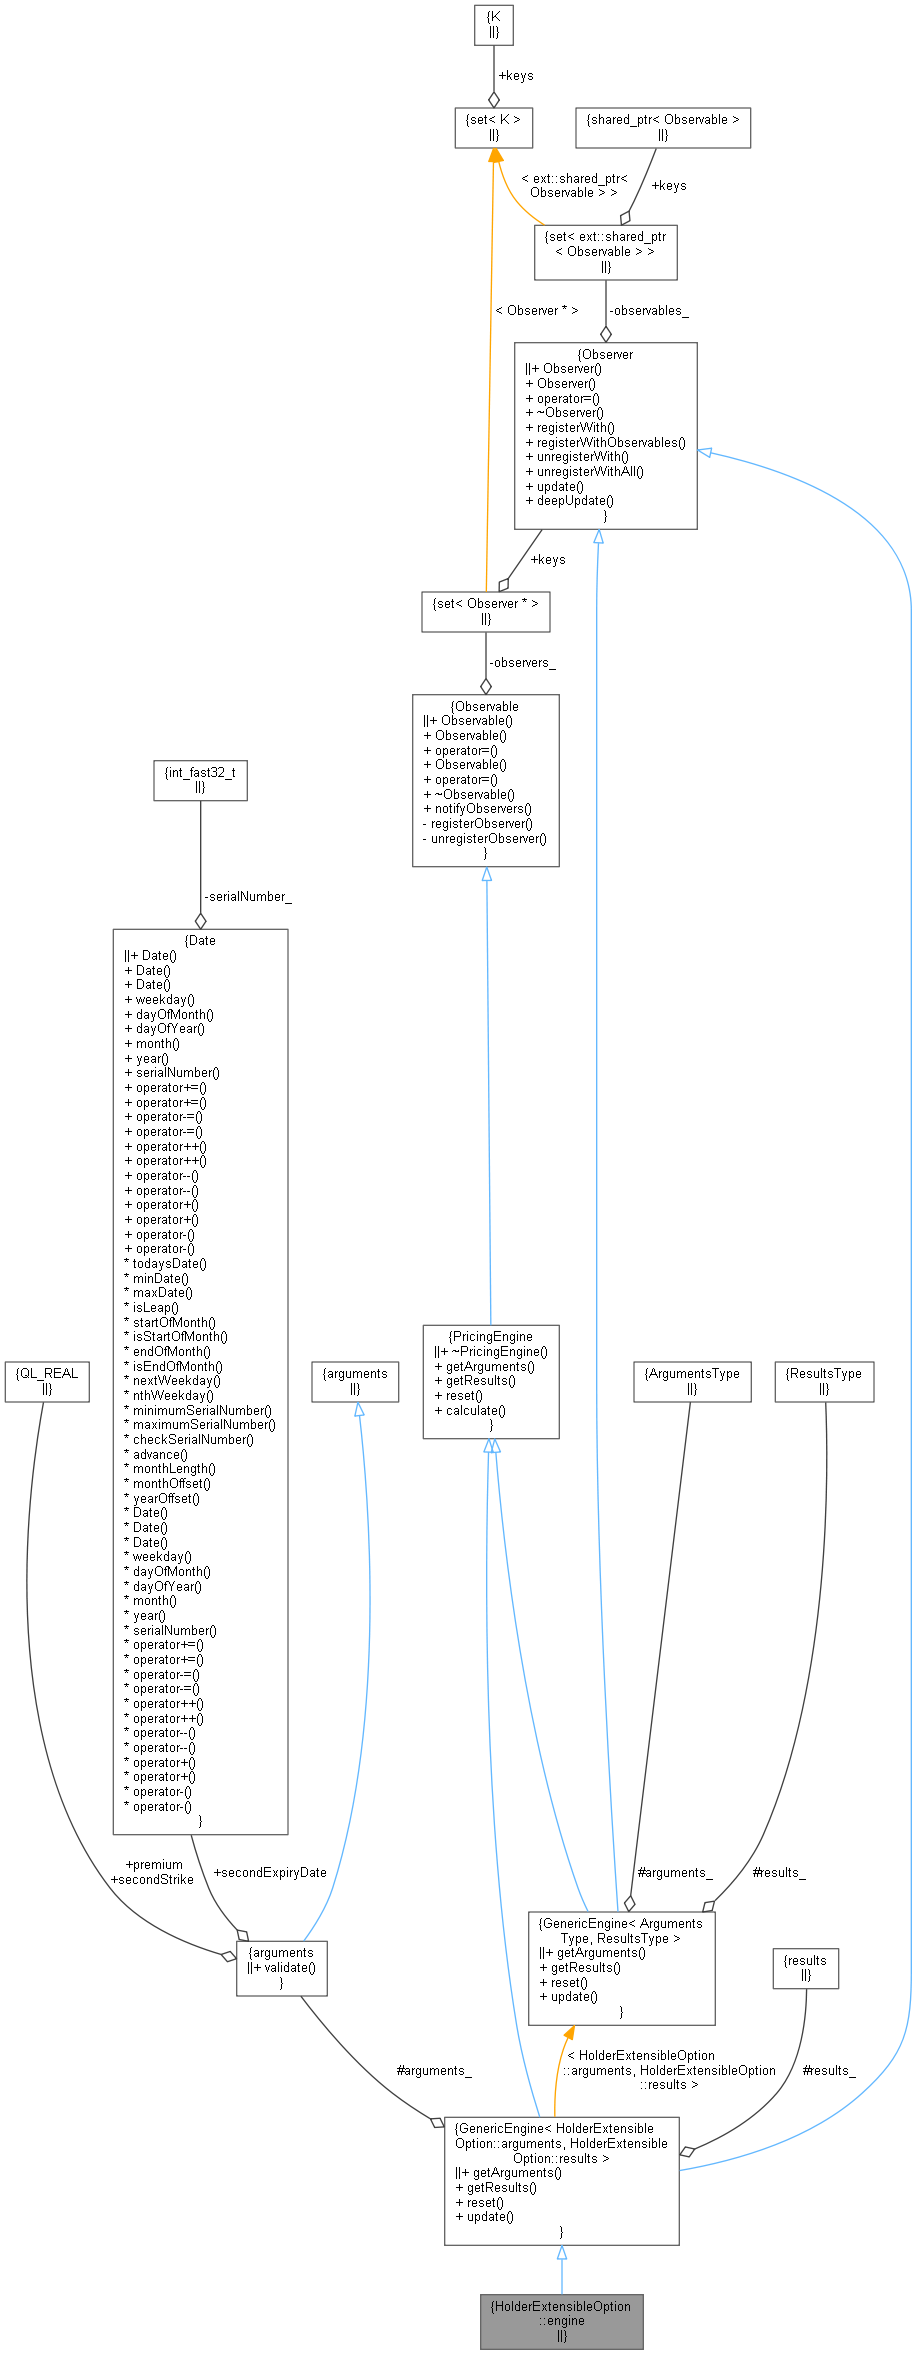 {K
||}
+keys
{set< K >
||}
{shared_ptr< Observable >
||}
< ext::shared_ptr<
Observable > >
+keys
{set< ext::shared_ptr
< Observable > >
||}
< Observer * >
-observables_
{Observer
||+ Observer()
+ Observer()
+ operator=()
+ ~Observer()
+ registerWith()
+ registerWithObservables()
+ unregisterWith()
+ unregisterWithAll()
+ update()
+ deepUpdate()
}
+keys
{set< Observer * >
||}
-observers_
{Observable
||+ Observable()
+ Observable()
+ operator=()
+ Observable()
+ operator=()
+ ~Observable()
+ notifyObservers()
- registerObserver()
- unregisterObserver()
}
{int_fast32_t
||}
-serialNumber_
{Date
||+ Date()
+ Date()
+ Date()
+ weekday()
+ dayOfMonth()
+ dayOfYear()
+ month()
+ year()
+ serialNumber()
+ operator+=()
+ operator+=()
+ operator-=()
+ operator-=()
+ operator++()
+ operator++()
+ operator--()
+ operator--()
+ operator+()
+ operator+()
+ operator-()
+ operator-()
* todaysDate()
* minDate()
* maxDate()
* isLeap()
* startOfMonth()
* isStartOfMonth()
* endOfMonth()
* isEndOfMonth()
* nextWeekday()
* nthWeekday()
* minimumSerialNumber()
* maximumSerialNumber()
* checkSerialNumber()
* advance()
* monthLength()
* monthOffset()
* yearOffset()
* Date()
* Date()
* Date()
* weekday()
* dayOfMonth()
* dayOfYear()
* month()
* year()
* serialNumber()
* operator+=()
* operator+=()
* operator-=()
* operator-=()
* operator++()
* operator++()
* operator--()
* operator--()
* operator+()
* operator+()
* operator-()
* operator-()
}
{PricingEngine
||+ ~PricingEngine()
+ getArguments()
+ getResults()
+ reset()
+ calculate()
}
{QL_REAL
||}
{arguments
||}
{ArgumentsType
||}
{ResultsType
||}
+premium
+secondStrike
+secondExpiryDate
#arguments_
#results_
{arguments
||+ validate()
}
{GenericEngine< Arguments
Type, ResultsType >
||+ getArguments()
+ getResults()
+ reset()
+ update()
}
{results
||}
#arguments_
< HolderExtensibleOption
::arguments, HolderExtensibleOption
::results >
#results_
{GenericEngine< HolderExtensible
Option::arguments, HolderExtensible
Option::results >
||+ getArguments()
+ getResults()
+ reset()
+ update()
}
{HolderExtensibleOption
::engine
||}